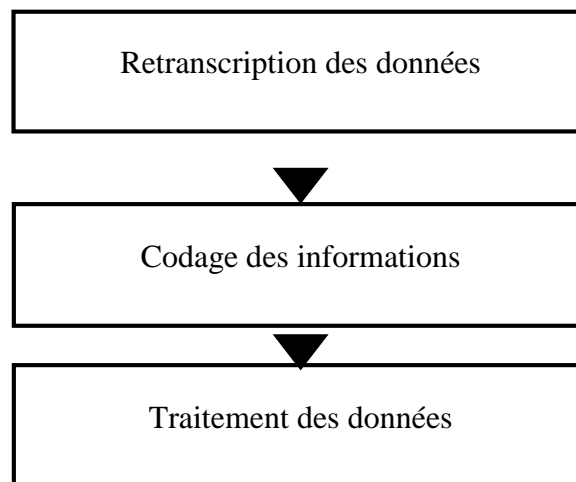 Retranscription des données
Codage des informations
Traitement des données